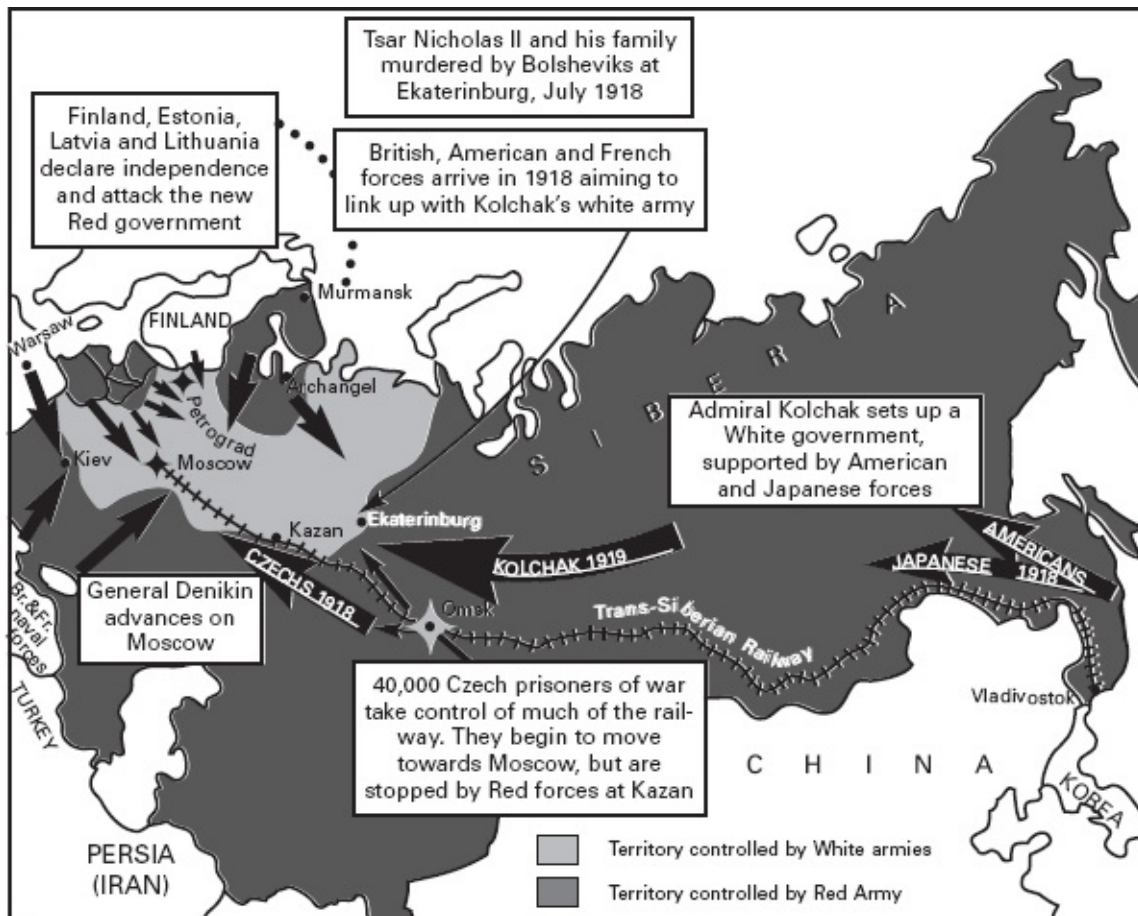 Tsar Nicholas II and his family
murdered by Bolsheviks at
Ekaterinburg, July 1918
Finland, Estonia,
Latvia and Lithuania
declare independence
and attack the new
Red government
British, American and French
forces arrive in 1918 aiming to
link up with Kolchak's white army
Murmansk
FINLAND
Warsaw
Archangel
Petrograd
Moscow
Kiev
SIBERIA
Admiral Kolchak sets up a
White government,
supported by American
and Japanese forces
Kazan
Ekaterinburg
KOLCHAK 1919
CZECHS 1918
JAPANESE
AMERICANS
1918
General Denikin
advances on
Moscow
Br.&Fr.
naval
forces
TURKEY
Omsk
Trans-Siberian Railway
40,000 Czech prisoners of war
take control of much of the rail-
way. They begin to move
towards Moscow, but are
stopped by Red forces at Kazan
Vladivostok
CHINA
KOREA
PERSIA
(IRAN)
Territory controlled by White armies
Territory controlled by Red Army